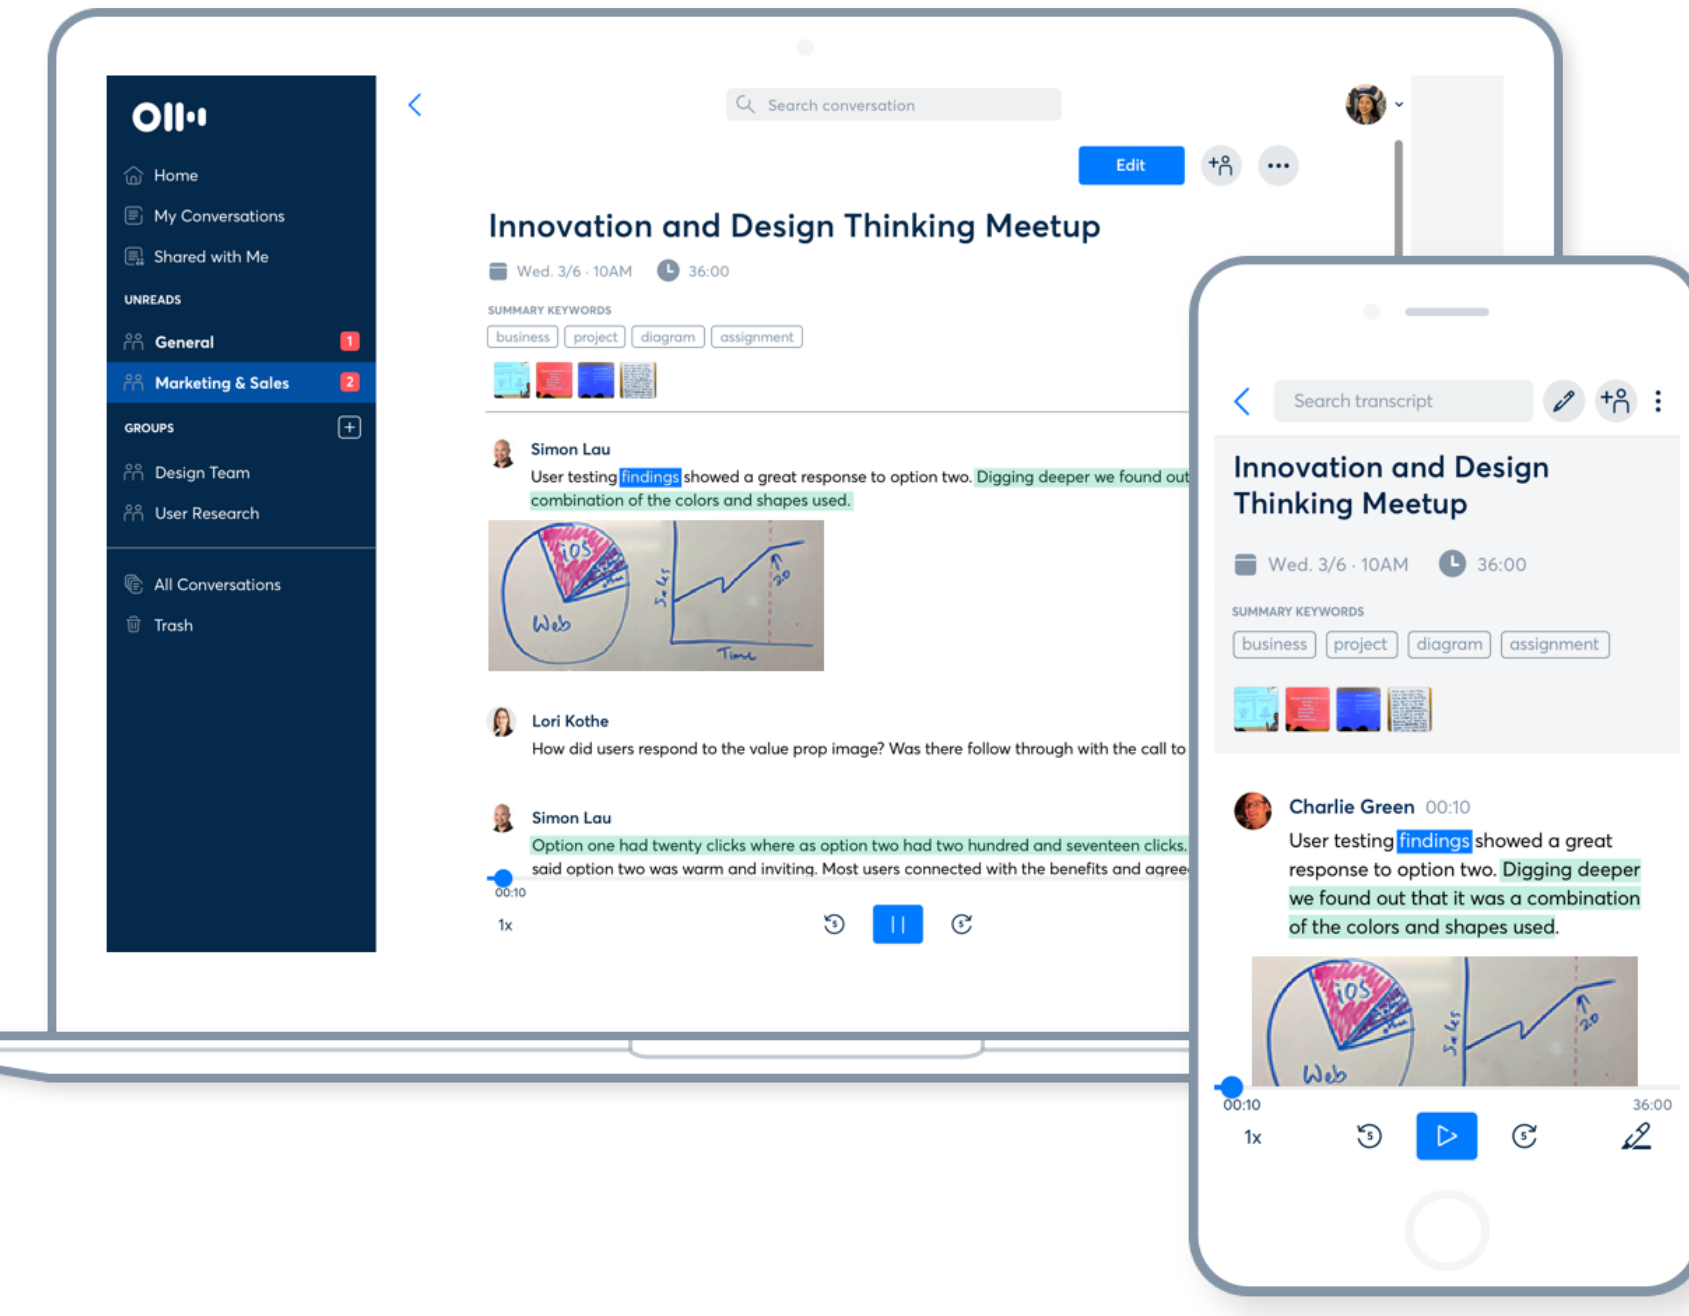 Home
My Conversations
Shared with Me
UNREADS
General 1
Marketing & Sales 2
GROUPS
Design Team
User Research
All Conversations
Trash
Search conversation
Edit
Innovation and Design Thinking Meetup
Wed. 3/6 · 10AM 36:00
SUMMARY KEYWORDS
business project diagram assignment
Simon Lau
User testing findings showed a great response to option two. Digging deeper we found out
combination of the colors and shapes used.
iOS
Web
Sales
2.0
Time
Lori Kothe
How did users respond to the value prop image? Was there follow through with the call to
Simon Lau
Option one had twenty clicks where as option two had two hundred and seventeen clicks.
said option two was warm and inviting. Most users connected with the benefits and agree
00:10
1x
5
5
Search transcript
Innovation and Design
Thinking Meetup
Wed. 3/6 · 10AM 36:00
SUMMARY KEYWORDS
business project diagram assignment
Charlie Green 00:10
User testing findings showed a great
response to option two. Digging deeper
we found out that it was a combination
of the colors and shapes used.
iOS
Web
Sales
2.0
00:10 36:00
1x
5
5